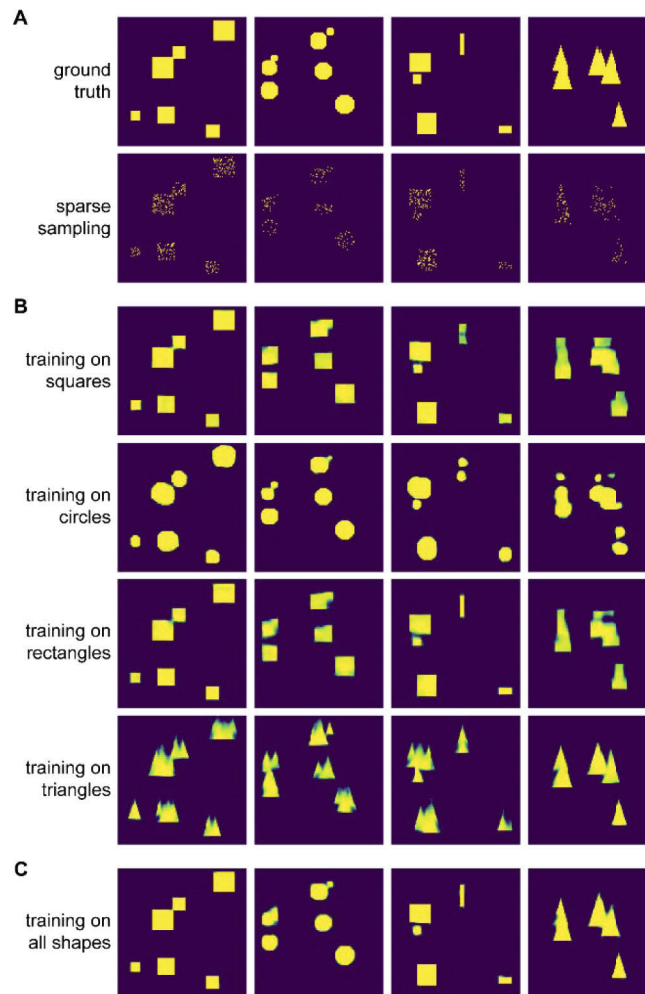 A
ground
truth
sparse
sampling
B
training on
squares
training on
circles
training on
rectangles
training on
triangles
C
training on
all shapes